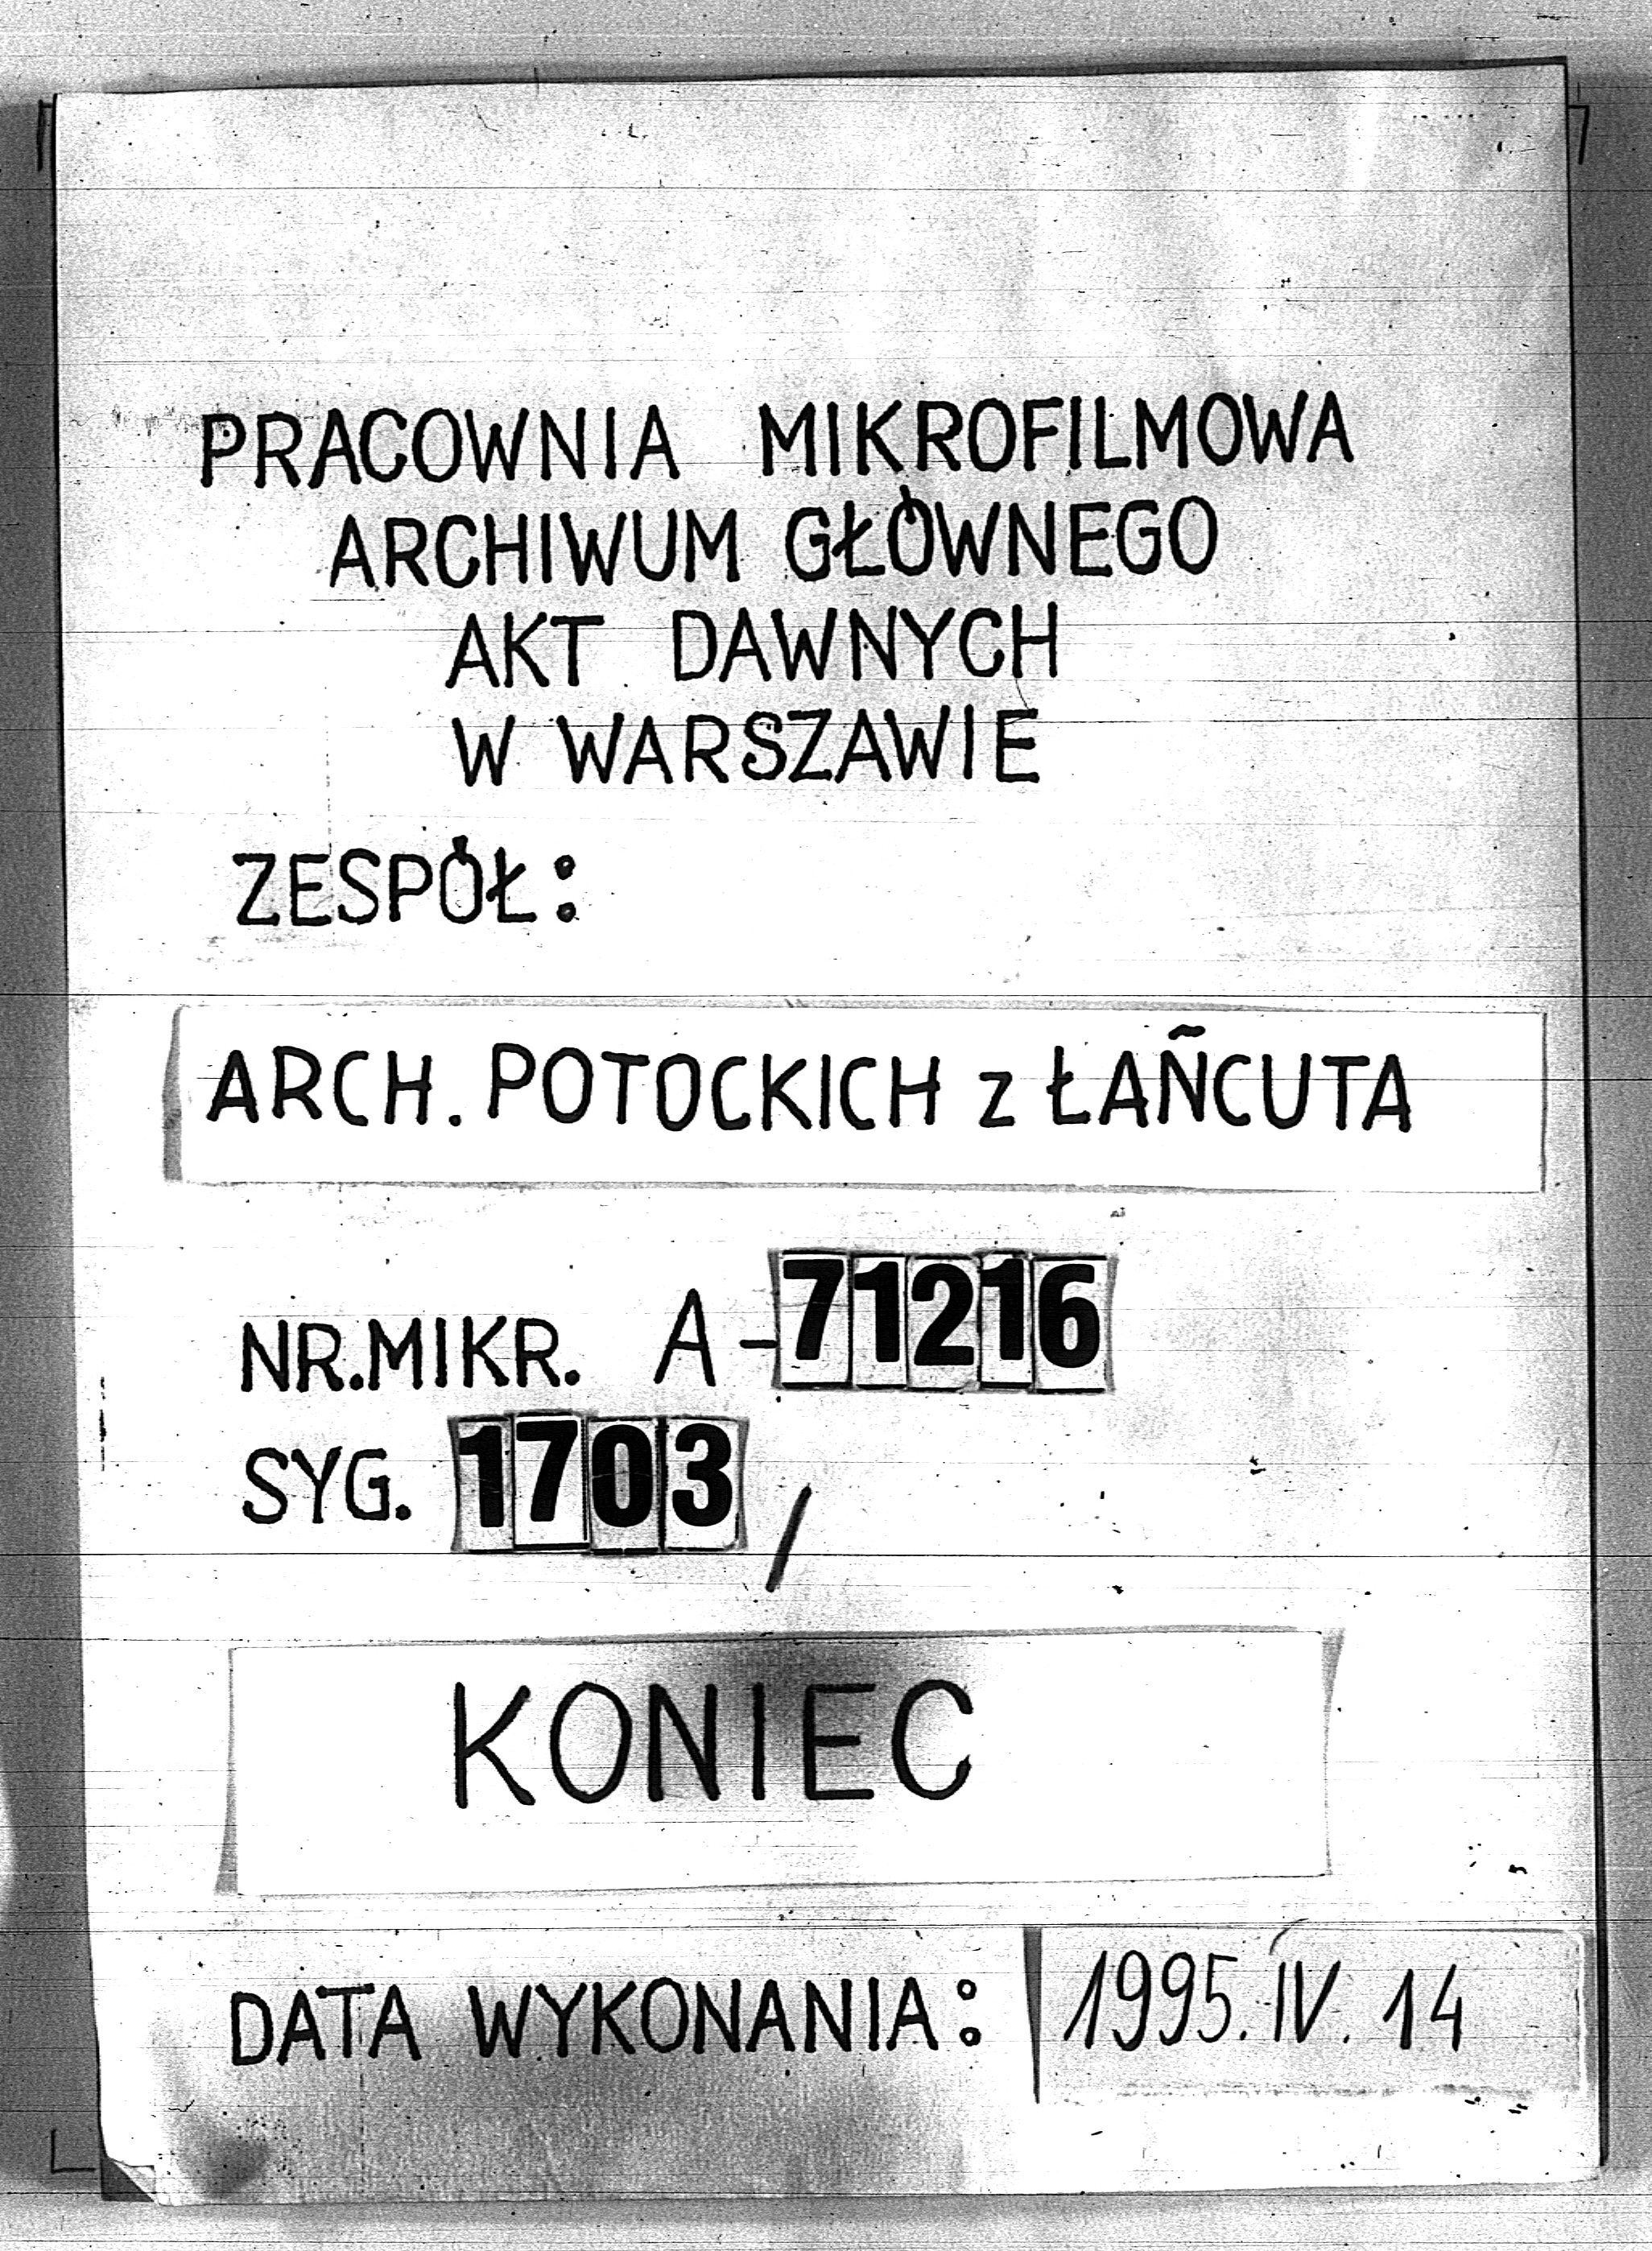 PRACOWNIA MIKROFILMOWA
ARCHIWUM GŁÓWNEGO
AKT DAWNYCH
W WARSZAWIE
ZESPÓŁ:
ARCH. POTOCKICH z ŁAÑCUTA
NR.MIKR. A-71216
SYG. 1703/
KONIEC
DATA WYKONANIA: 1995.IV.14